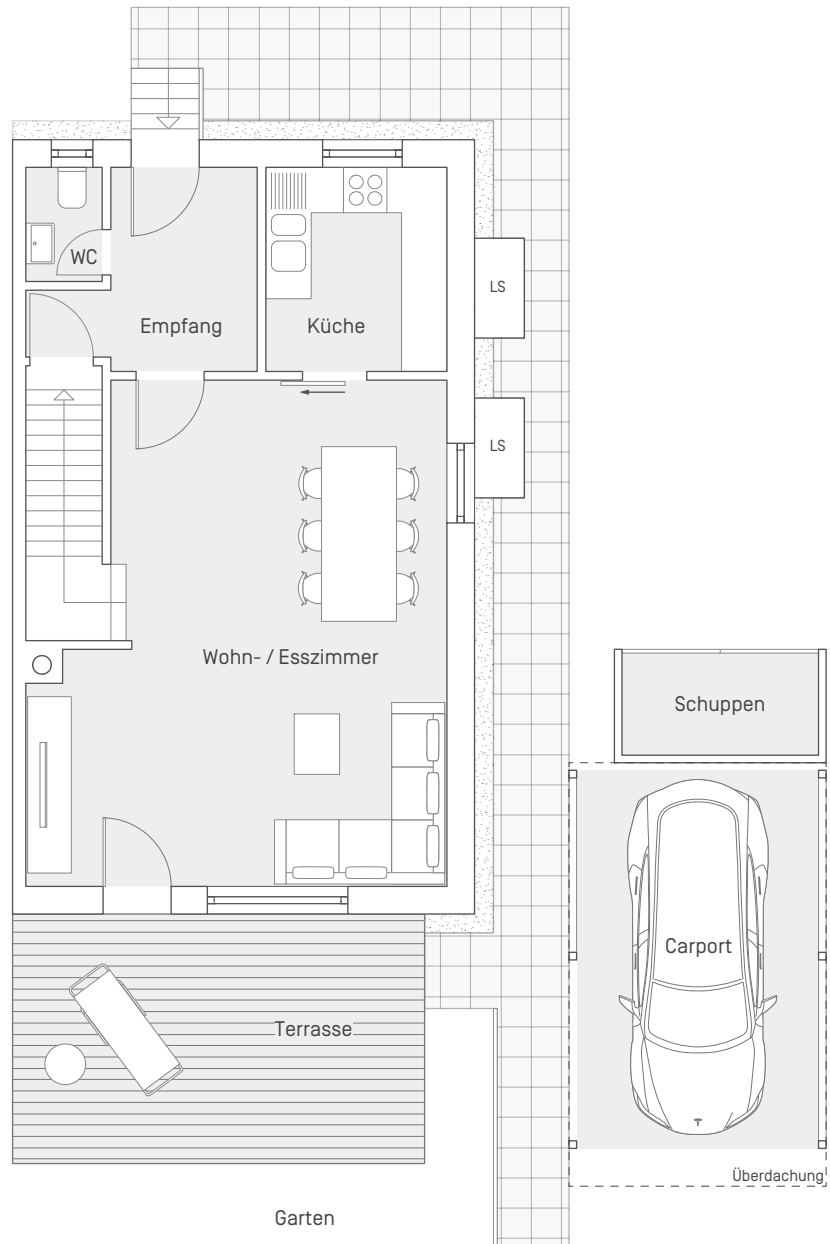 WC
LS
Empfang
Küche
LS
Wohn- / Esszimmer
Schuppen
Carport
Terrasse
Überdachung
Garten